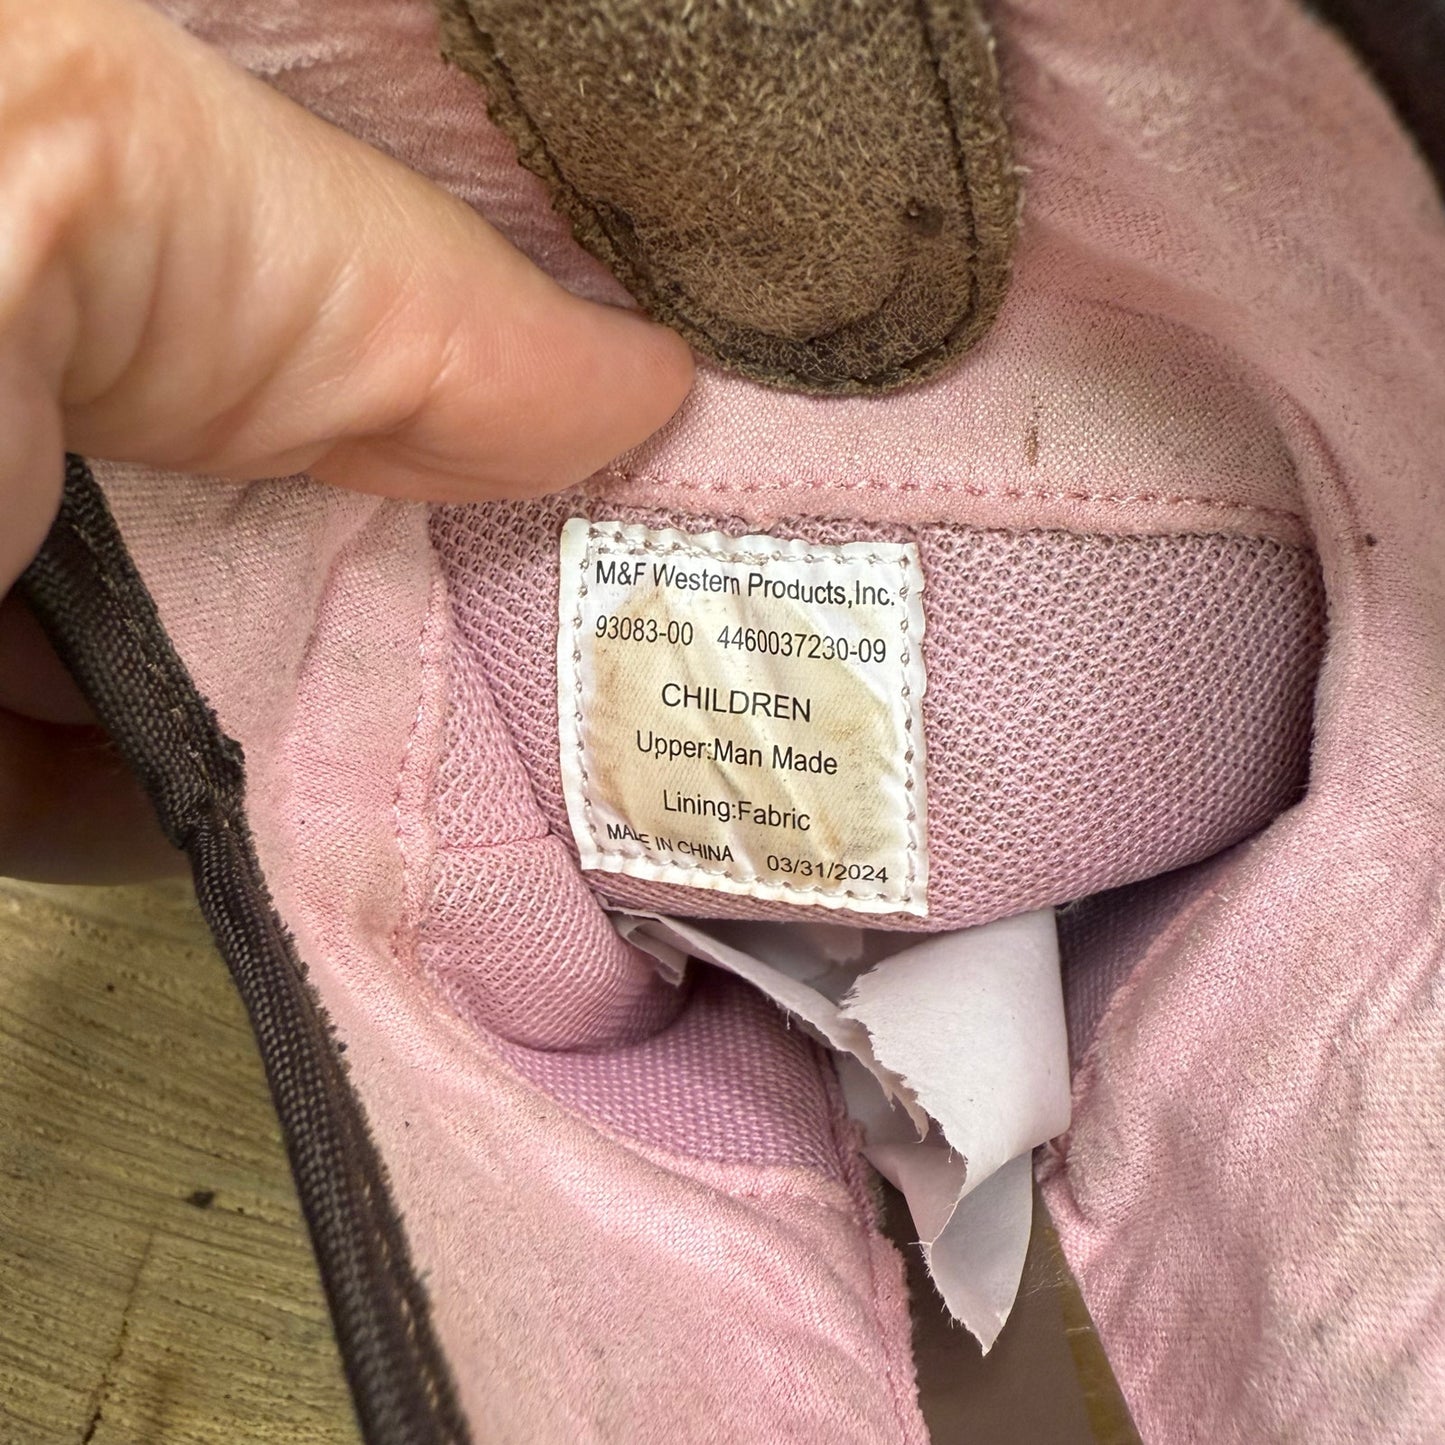 M&F Western Products,Inc.
93083-00 4460037230-09
CHILDREN
Upper:Man Made
Lining:Fabric
MADE IN CHINA 03/31/2024